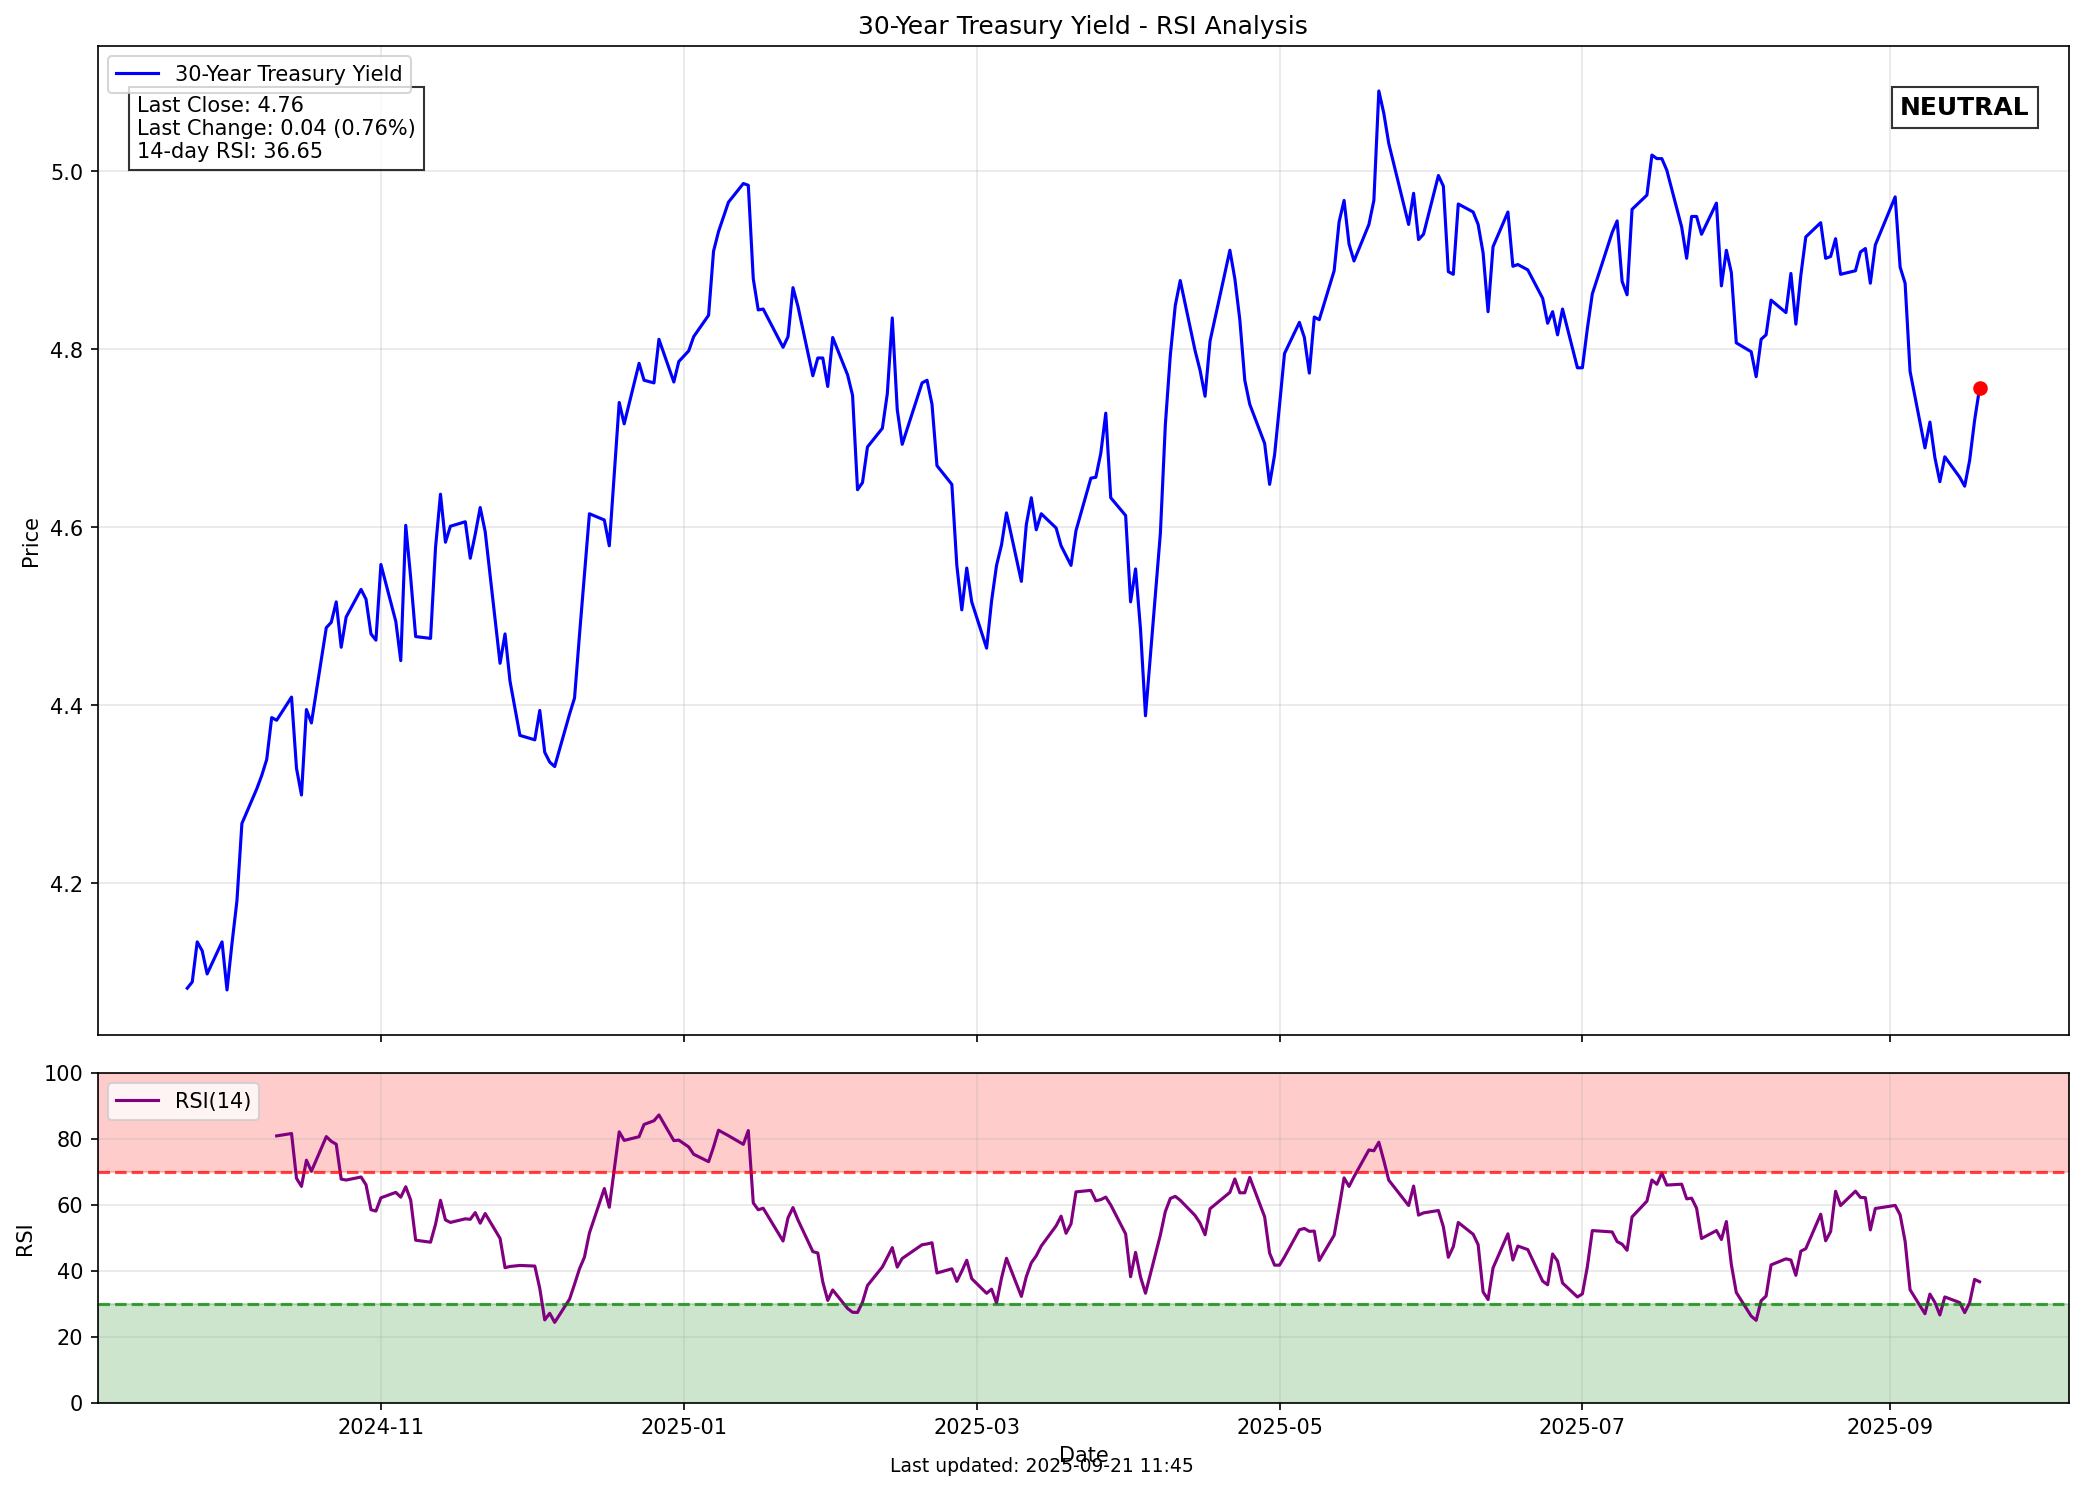 30-Year Treasury Yield - RSI Analysis
30-Year Treasury Yield
Last Close: 4.76
Last Change: 0.04 (0.76%)
14-day RSI: 36.65
NEUTRAL
Price
5.0
4.8
4.6
4.4
4.2
RSI(14)
RSI
100
80
60
40
20
0
2024-11
2025-01
2025-03
2025-05
2025-07
2025-09
Date
Last updated: 2025-09-21 11:45